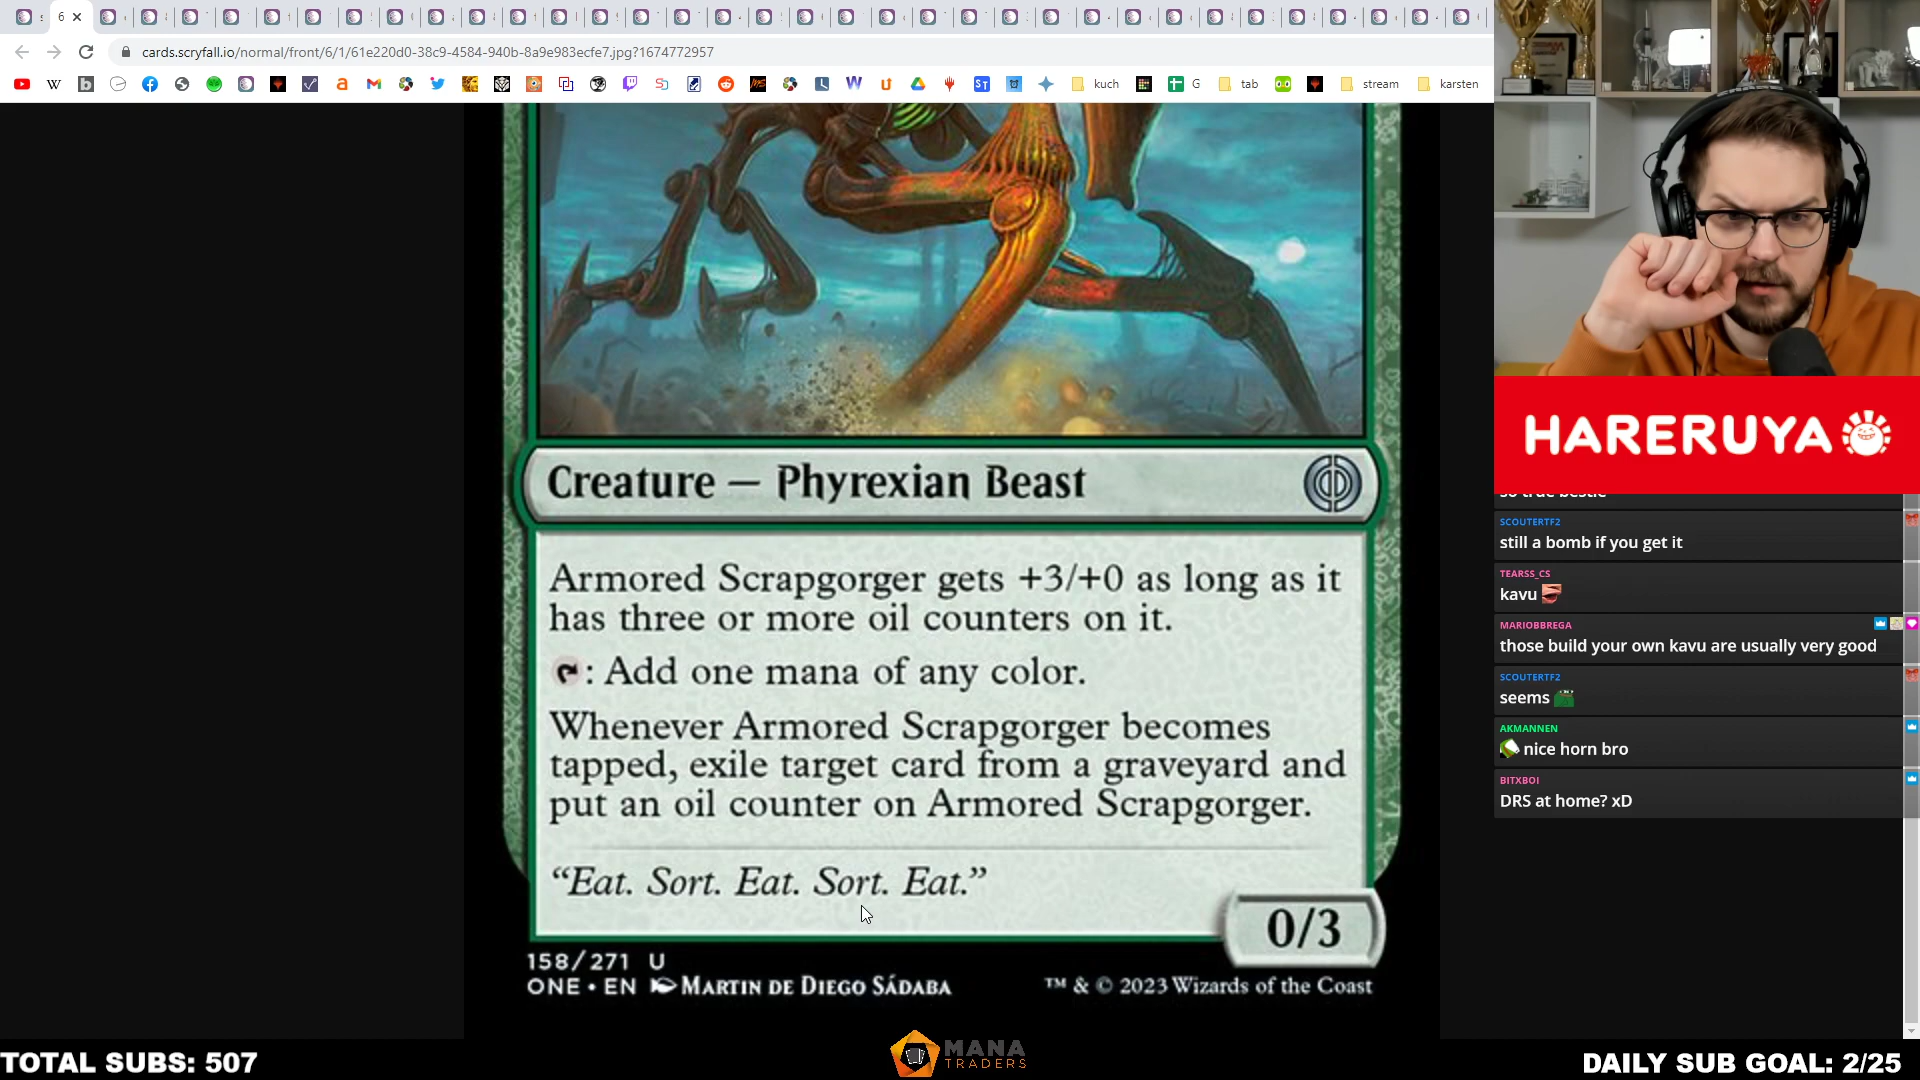 6
cards.scryfall.io/normal/front/6/1/61e220d0-38c9-4584-940b-8a9e983ecfe7.jpg?1674772957
kuch
G
tab
stream
karsten
Creature — Phyrexian Beast
Armored Scrapgorger gets +3/+0 as long as it
has three or more oil counters on it.
: Add one mana of any color.
Whenever Armored Scrapgorger becomes
tapped, exile target card from a graveyard and
put an oil counter on Armored Scrapgorger.
“Eat. Sort. Eat. Sort. Eat.”
0/3
158/271 U
ONE • EN MARTIN DE DIEGO SÁDABA
™ & © 2023 Wizards of the Coast
HARERUYA
so true bestie
SCOUTERTF2
still a bomb if you get it
TEARSS_CS
kavu
MARIOBBREGA
those build your own kavu are usually very good
SCOUTERTF2
seems
AKMANNEN
nice horn bro
BITXBOI
DRS at home? xD
TOTAL SUBS: 507
MANA
TRADERS
DAILY SUB GOAL: 2/25